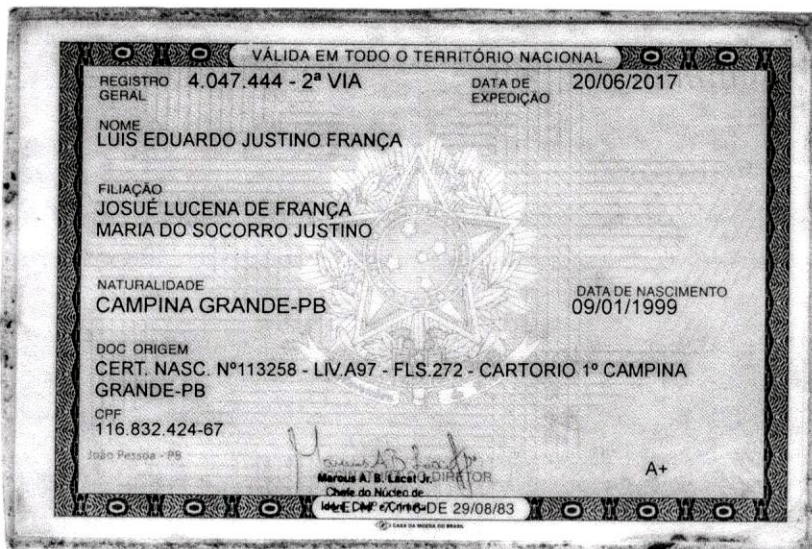 VÁLIDA EM TODO O TERRITÓRIO NACIONAL
REGISTRO GERAL 4.047.444 - 2ª VIA DATA DE EXPEDIÇÃO 20/06/2017
NOME
LUIS EDUARDO JUSTINO FRANÇA
FILIAÇÃO
JOSUÉ LUCENA DE FRANÇA
MARIA DO SOCORRO JUSTINO
NATURALIDADE DATA DE NASCIMENTO
CAMPINA GRANDE-PB 09/01/1999
DOC ORIGEM
CERT. NASC. Nº113258 - LIV.A97 - FLS.272 - CARTORIO 1º CAMPINA
GRANDE-PB
CPF
116.832.424-67
João Pessoa - PB
DIRETOR A+
Marcus A. B. Lacet Jr.
Chefe do Núcleo de
DE 29/08/83
CASA DA MOEDA DO BRASIL